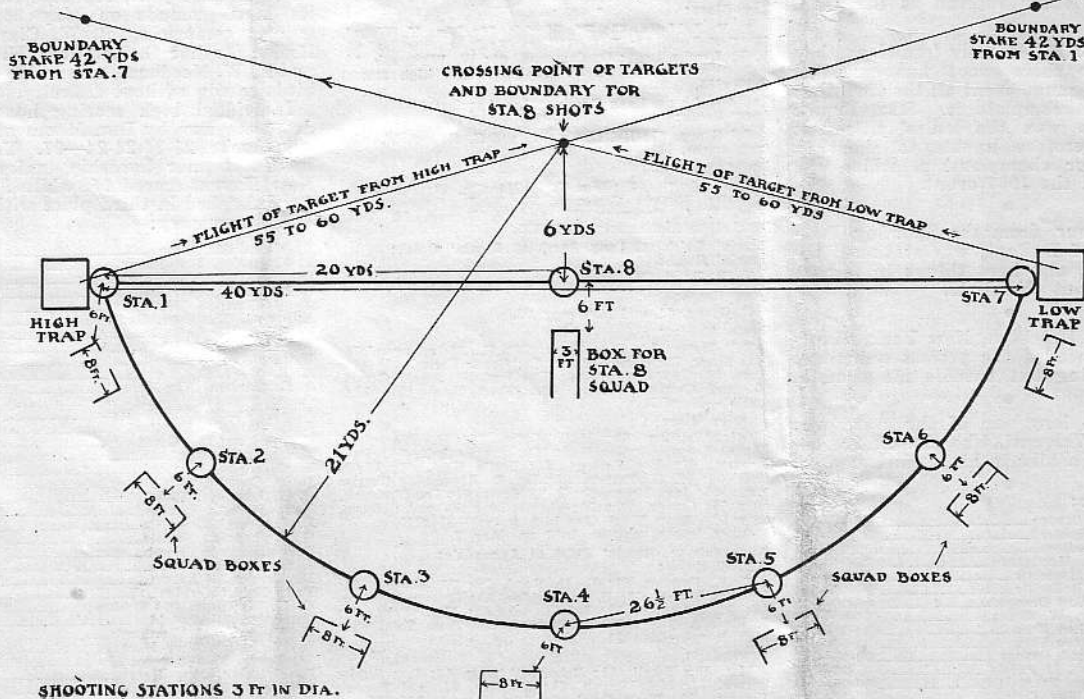 BOUNDARY
STAKE 42 YDS
FROM STA.7
BOUNDARY
STAKE 42 YDS
FROM STA.1
CROSSING POINT OF TARGETS
AND BOUNDARY FOR
STA.8 SHOTS
FLIGHT OF TARGET FROM HIGH TRAP
55 TO 60 YDS.
FLIGHT OF TARGET FROM LOW TRAP
55 TO 60 YDS
6 YDS
20 YDS
STA.8
40 YDS.
STA.1
STA 7
HIGH
TRAP
LOW
TRAP
6 FT
6 FT
8 FT.
8 FT.
3
FT
BOX FOR
STA. 8
SQUAD
21 YDS.
STA.2
STA 6
6 FT.
6 F
8 FT
8 FT.
SQUAD BOXES
SQUAD BOXES
STA.3
STA.4
STA.5
26 1/2 FT.
6 FT.
6 FT
6 FT
8 FT.
8 FT.
8 FT.
SHOOTING STATIONS 3 FT IN DIA.